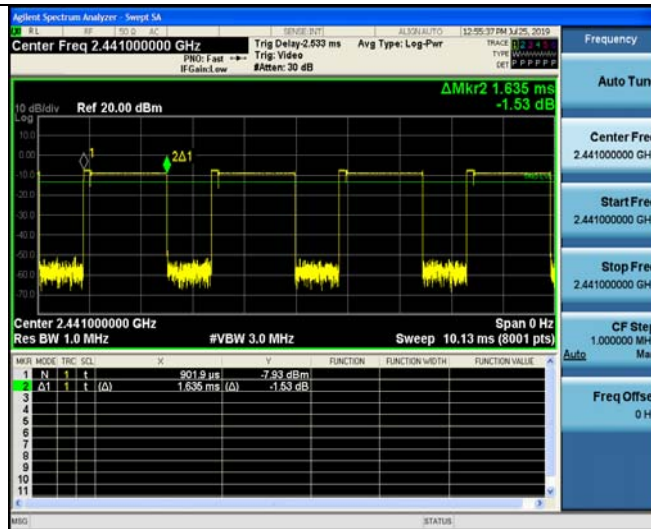 Agilent Spectrum Analyzer - Swept SA
RL RF 50 Ω AC SENSE:INT ALIGNAUTO 12:55:37 PM Jul 25, 2019
Center Freq 2.441000000 GHz
PNO: Fast
IFGain:Low
Trig Delay-2.533 ms
Trig: Video
#Atten: 30 dB
Avg Type: Log-Pwr
TRACE 1 2 3 4 5 6
TYPE
DET P P P P P P
ΔMkr2 1.635 ms
-1.53 dB
10 dB/div
Log
Ref 20.00 dBm
10.0
0.00
-10.0
-20.0
-30.0
-40.0
-50.0
-60.0
-70.0
1
2Δ1
Center 2.441000000 GHz
Res BW 1.0 MHz
#VBW 3.0 MHz
Span 0 Hz
Sweep 10.13 ms (8001 pts)
MKR MODE TRC SCL X Y FUNCTION FUNCTION WIDTH FUNCTION VALUE
1 N 1 t 901.9 µs -7.93 dBm
2 Δ1 1 t (Δ) 1.635 ms (Δ) -1.53 dB
3
4
5
6
7
8
9
10
11
MSG
STATUS
Frequency
Auto Tun
Center Fre
2.441000000 GH
Start Fre
2.441000000 GH
Stop Fre
2.441000000 GH
CF Ste
1.000000 MH
Auto Ma
Freq Offse
0 H